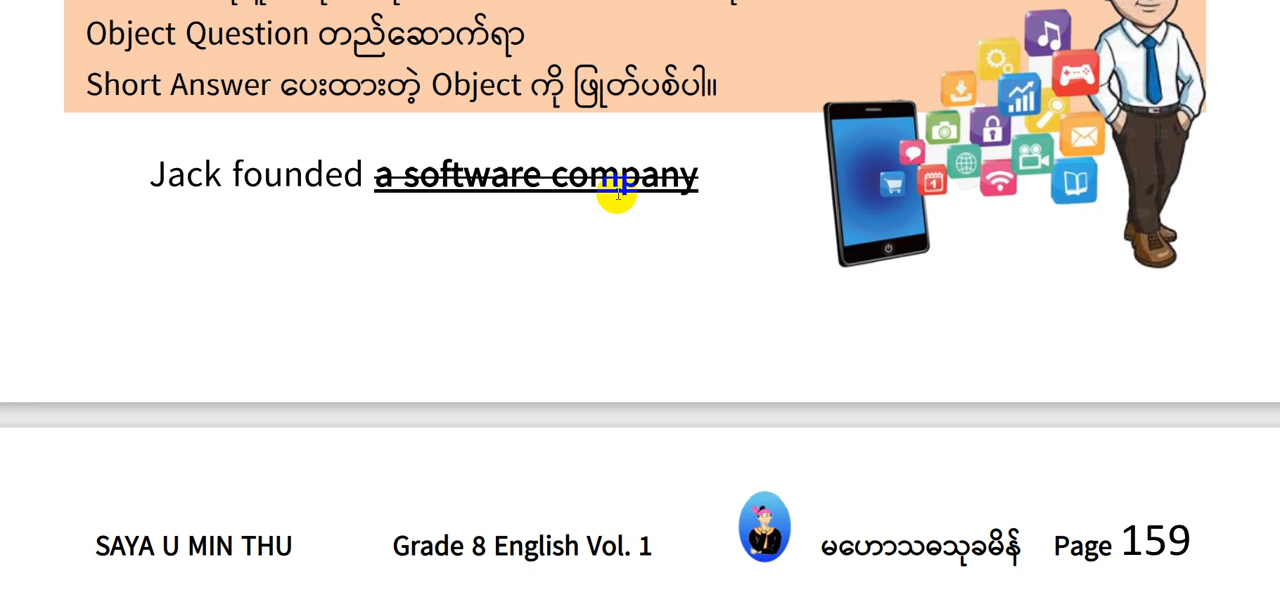 Object Question တည်ဆောက်ရာ
Short Answer ပေးထားတဲ့ Object ကို ဖြုတ်ပစ်ပါ။
Jack founded a software company
SAYA U MIN THU Grade 8 English Vol. 1 မဟောသဓသုခမိန် Page 159